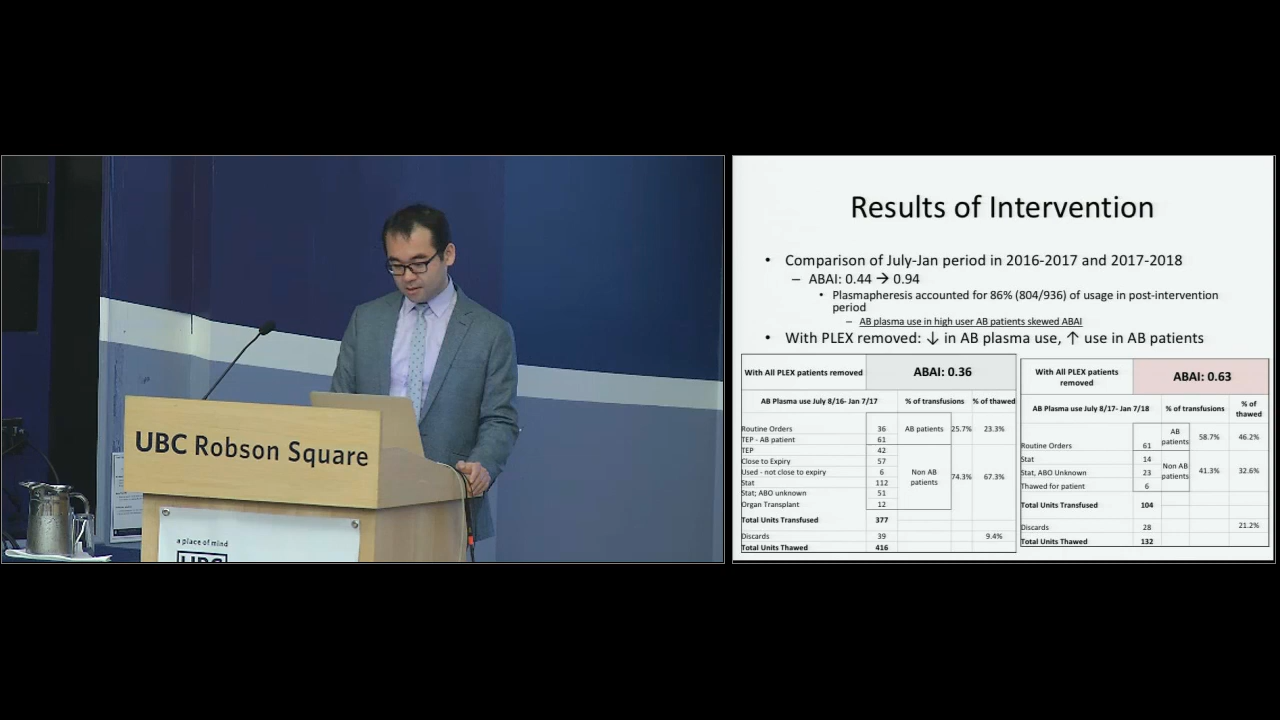 UBC Robson Square
a place of mind
UBC
Results of Intervention
• Comparison of July-Jan period in 2016-2017 and 2017-2018
– ABAI: 0.44 → 0.94
• Plasmapheresis accounted for 86% (804/936) of usage in post-intervention
period
– AB plasma use in high user AB patients skewed ABAI
• With PLEX removed: ↓ in AB plasma use, ↑ use in AB patients
With All PLEX patients removed ABAI: 0.36
AB Plasma use July 8/16- Jan 7/17 % of transfusions % of thawed
Routine Orders 36 AB patients 25.7% 23.3%
TEP - AB patient 61
TEP 42
Close to Expiry 57
Used - not close to expiry 6 Non AB
patients 74.3% 67.3%
Stat 112
Stat; ABO unknown 51
Organ Transplant 12
Total Units Transfused 377
Discards 39 9.4%
Total Units Thawed 416
With All PLEX patients
removed ABAI: 0.63
AB Plasma use July 8/17- Jan 7/18 % of transfusions % of
thawed
Routine Orders 61 AB
patients 58.7% 46.2%
Stat 14
Stat, ABO Unknown 23 Non AB
patients 41.3% 32.6%
Thawed for patient 6
Total Units Transfused 104
Discards 28 21.2%
Total Units Thawed 132